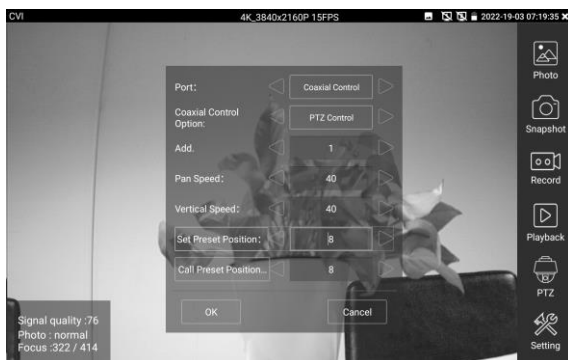 CVI 4K_3840x2160P 15FPS 2022-19-03 07:19:35 ×
Port: Coaxial Control
Coaxial Control Option: PTZ Control
Add. 1
Pan Speed: 40
Vertical Speed: 40
Set Preset Position: 8
Call Preset Position... 8
OK Cancel
Signal quality :76
Photo : normal
Focus :322 / 414
Photo
Snapshot
Record
Playback
PTZ
Setting